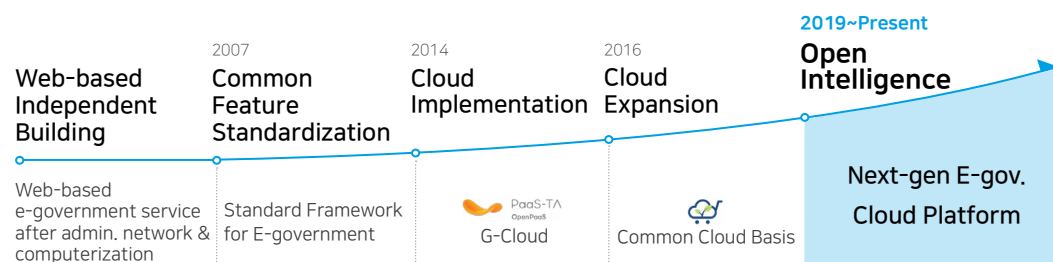 Web-based
Independent
Building
2007
Common
Feature
Standardization
2014
Cloud
Implementation
2016
Cloud
Expansion
2019~Present
Open
Intelligence
Web-based
e-government service
after admin. network &
computerization
Standard Framework
for E-government
PaaS-TA
OpenPaaS
G-Cloud
Common Cloud Basis
Next-gen E-gov.
Cloud Platform